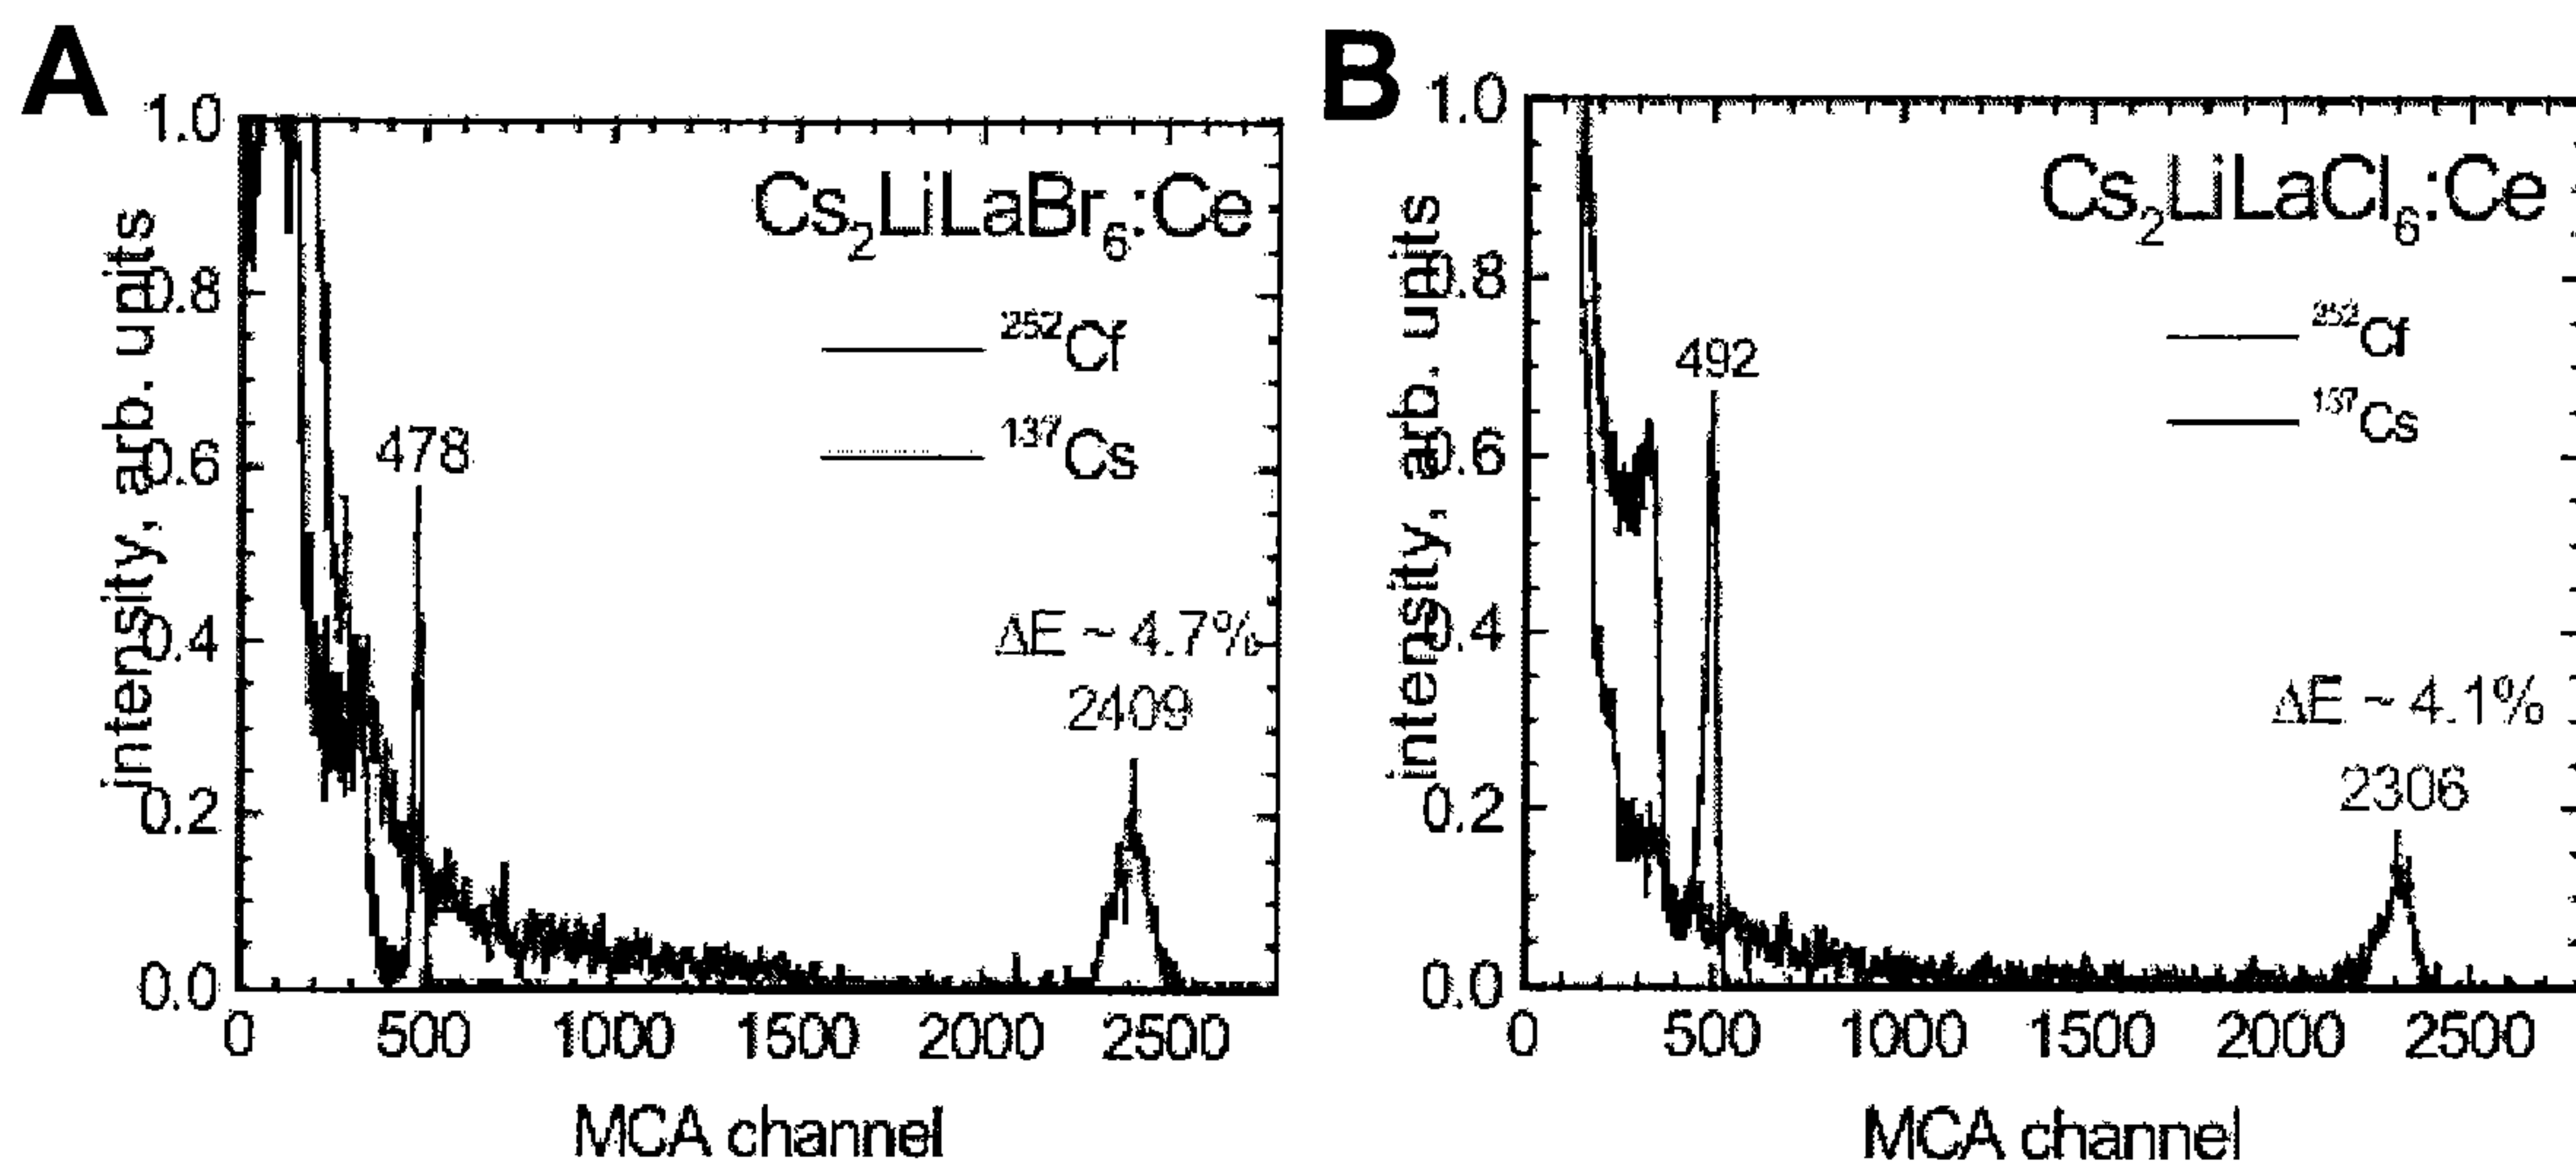 A
Cs₂LiLaBr₆:Ce
²⁵²Cf
¹³⁷Cs
478
ΔE ~ 4.7%
2409
intensity, arb. units
1.0
0.8
0.6
0.4
0.2
0.0
0 500 1000 1500 2000 2500
MCA channel
B
Cs₂LiLaCl₆:Ce
²⁵²Cf
¹³⁷Cs
492
ΔE ~ 4.1%
2306
intensity, arb. units
1.0
0.8
0.6
0.4
0.2
0.0
0 500 1000 1500 2000 2500
MCA channel